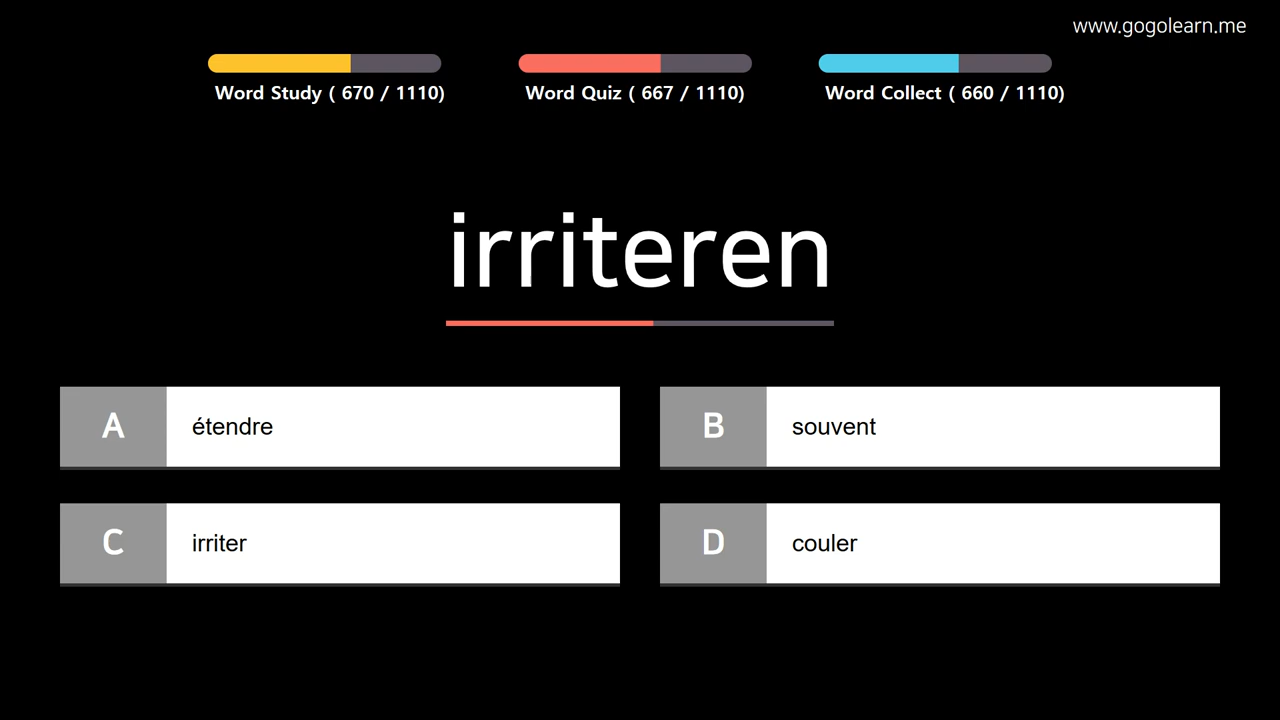 www.gogolearn.me
Word Study ( 670 / 1110)
Word Quiz ( 667 / 1110)
Word Collect ( 660 / 1110)
irriteren
A étendre
B souvent
C irriter
D couler